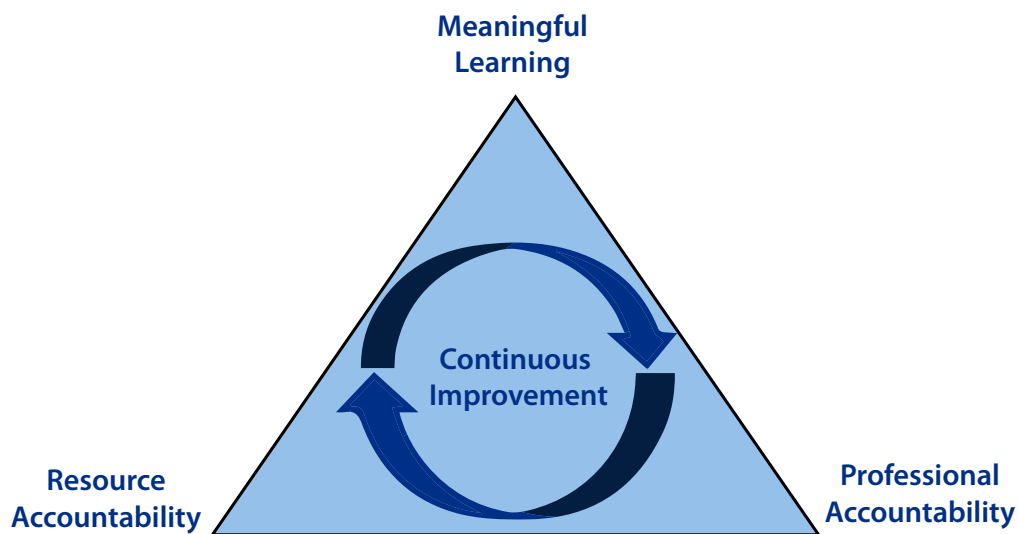 Meaningful
Learning
Continuous
Improvement
Resource
Accountability
Professional
Accountability